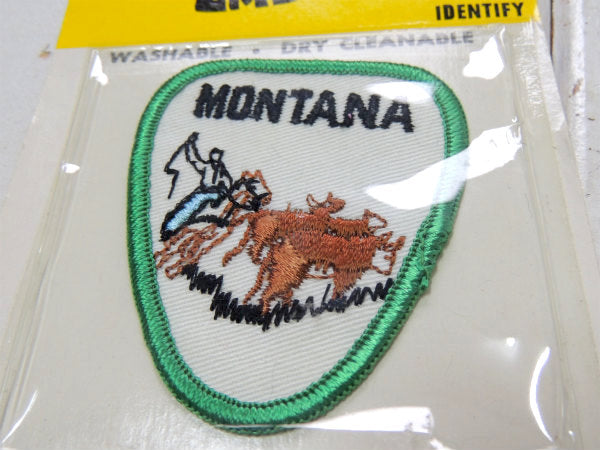 IDENTIFY
WASHABLE • DRY CLEANABLE
MONTANA